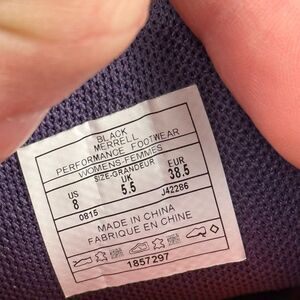 BLACK
MERRELL
PERFORMANCE FOOTWEAR
WOMENS-FEMMES
SIZE-GRANDEUR
US UK EUR
8 5.5 38.5
0815 J42286
MADE IN CHINA
FABRIQUE EN CHINE
1857297